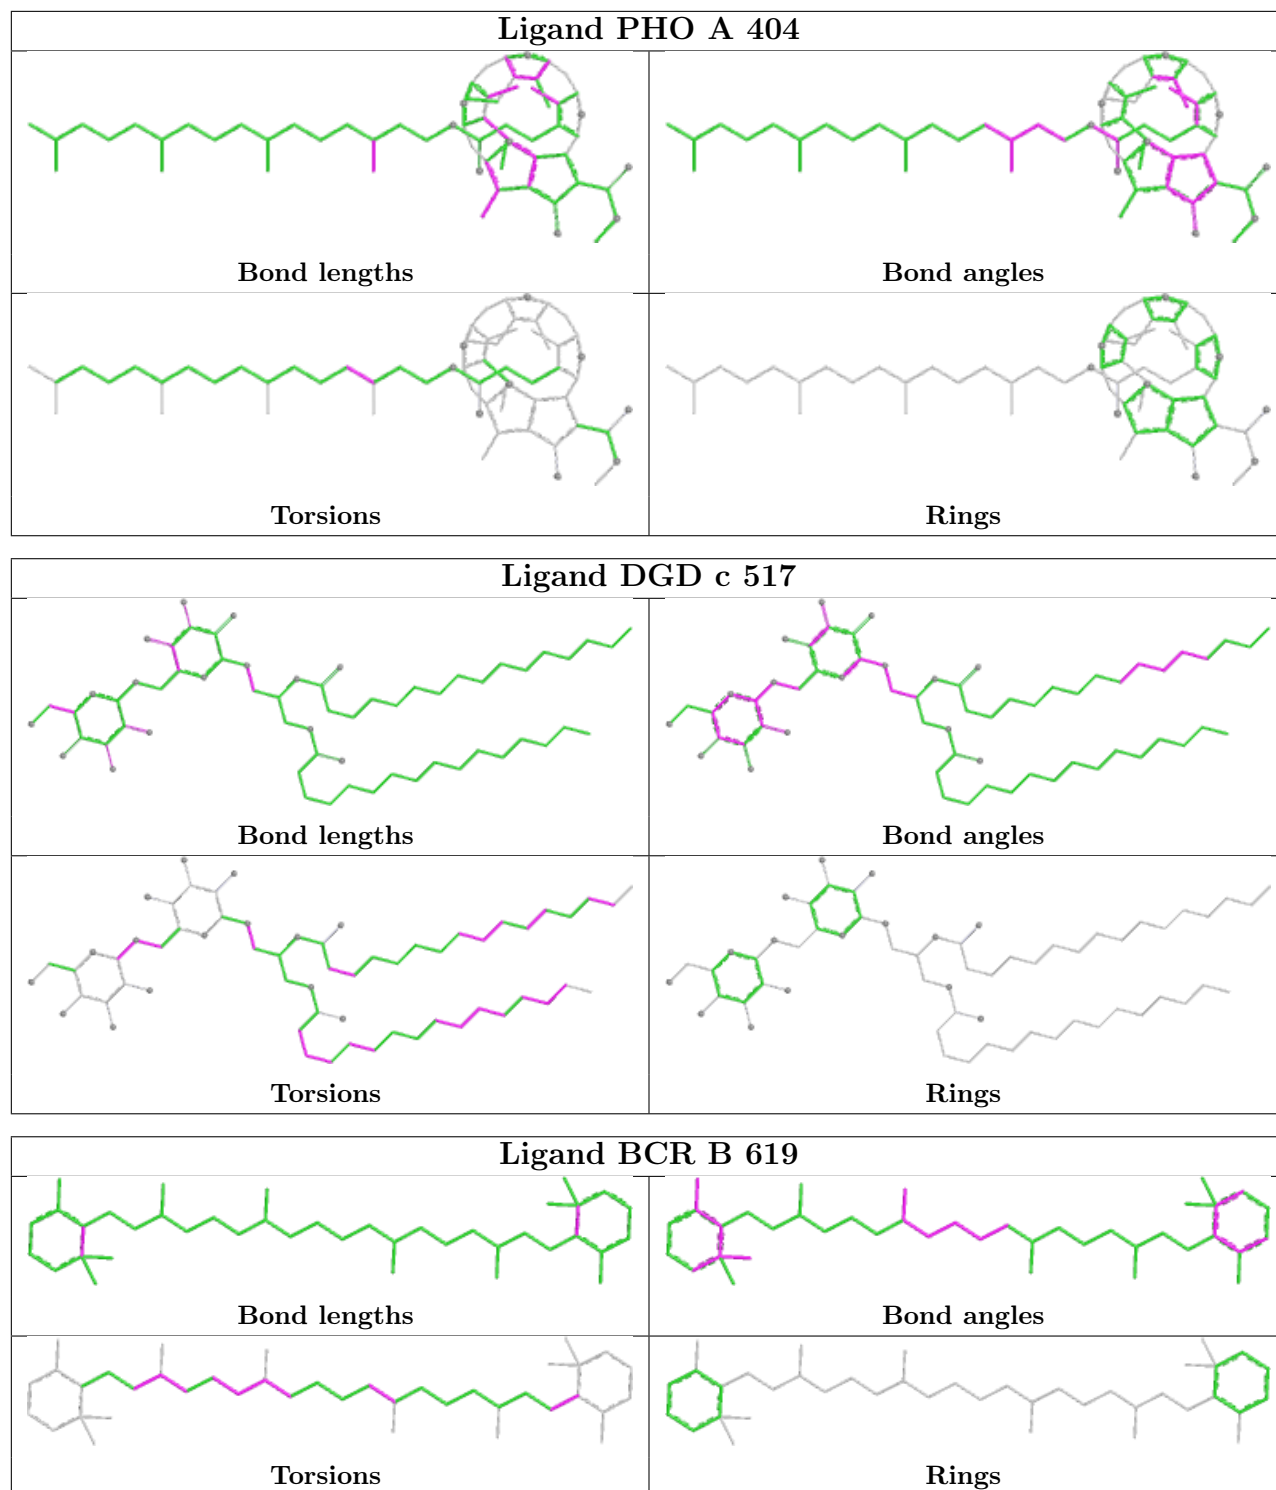 Ligand PHO A 404
Bond lengths
Bond angles
Torsions
Rings
Ligand DGD c 517
Bond lengths
Bond angles
Torsions
Rings
Ligand BCR B 619
Bond lengths
Bond angles
Torsions
Rings